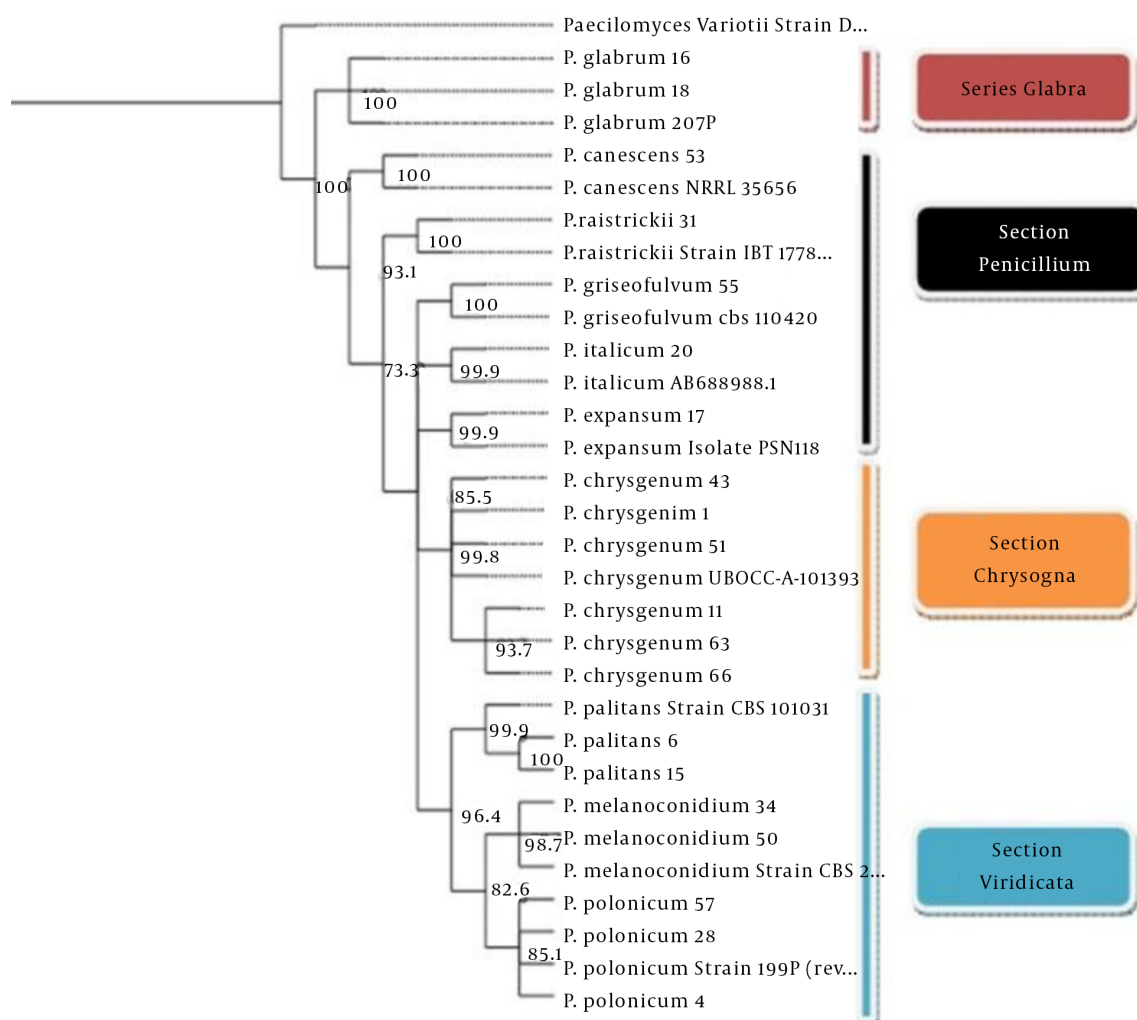 Paecilomyces Variotii Strain D...
P. glabrum 16
P. glabrum 18
100
P. glabrum 207P
Series Glabra
P. canescens 53
100
100
P. canescens NRRL 35656
P.raistrickii 31
100
P.raistrickii Strain IBT 1778...
Section
Penicillium
93.1
P. griseofulvum 55
100
P. griseofulvum cbs 110420
P. italicum 20
73.3
99.9
P. italicum AB688988.1
P. expansum 17
99.9
P. expansum Isolate PSN118
P. chrysgenum 43
85.5
P. chrysgenim 1
P. chrysgenum 51
99.8
P. chrysgenum UBOCC-A-101393
Section
Chrysogna
P. chrysgenum 11
P. chrysgenum 63
93.7
P. chrysgenum 66
P. palitans Strain CBS 101031
99.9
P. palitans 6
100
P. palitans 15
P. melanoconidium 34
96.4
P. melanoconidium 50
98.7
P. melanoconidium Strain CBS 2...
Section
Viridicata
82.6
P. polonicum 57
P. polonicum 28
85.1
P. polonicum Strain 199P (rev...
P. polonicum 4